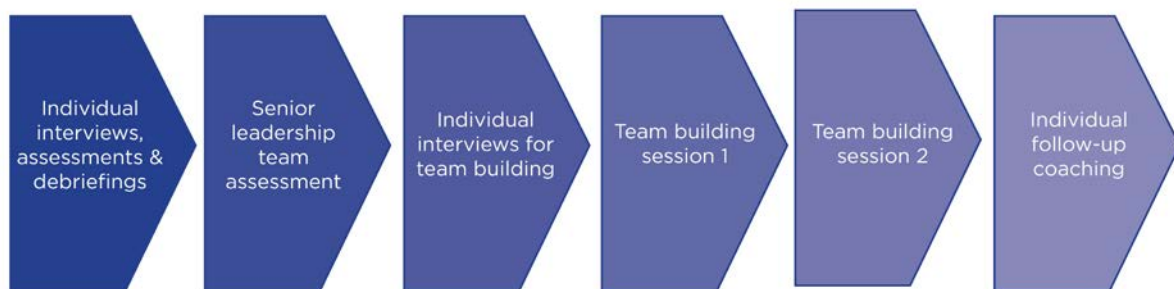 Individual
interviews,
assessments &
debriefings
Senior
leadership
team
assessment
Individual
interviews for
team building
Team building
session 1
Team building
session 2
Individual
follow-up
coaching